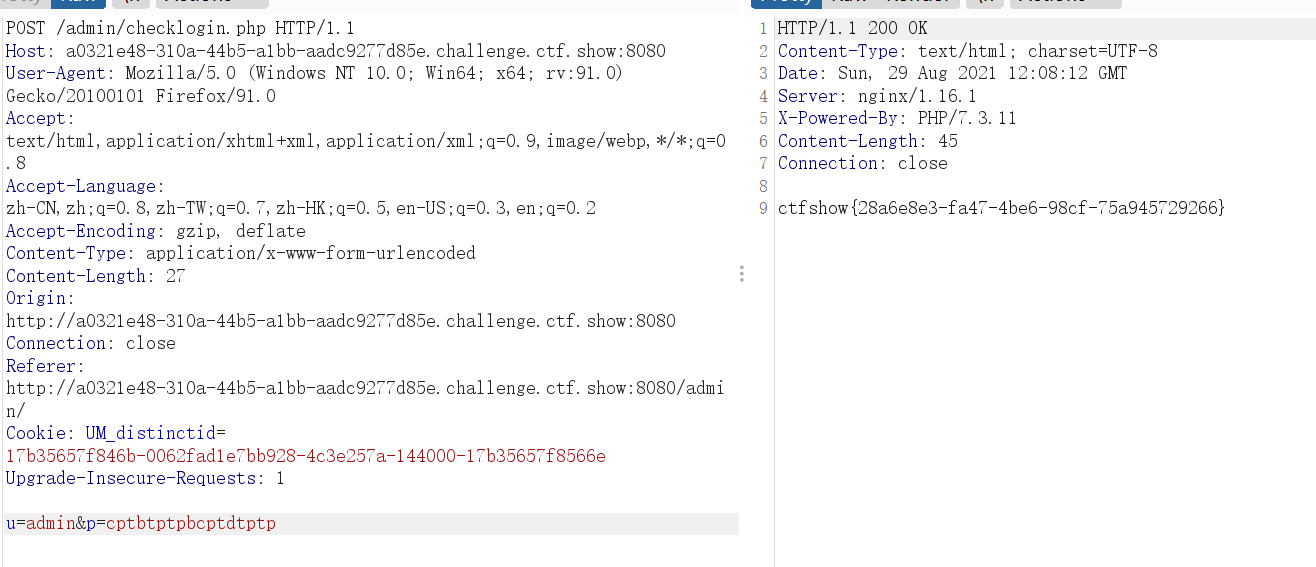 POST /admin/checklogin.php HTTP/1.1
Host: a0321e48-310a-44b5-a1bb-aadc9277d85e.challenge.ctf.show:8080
User-Agent: Mozilla/5.0 (Windows NT 10.0; Win64; x64; rv:91.0)
Gecko/20100101 Firefox/91.0
Accept:
text/html,application/xhtml+xml,application/xml;q=0.9,image/webp,*/*;q=0
.8
Accept-Language:
zh-CN,zh;q=0.8,zh-TW;q=0.7,zh-HK;q=0.5,en-US;q=0.3,en;q=0.2
Accept-Encoding: gzip, deflate
Content-Type: application/x-www-form-urlencoded
Content-Length: 27
Origin:
http://a0321e48-310a-44b5-a1bb-aadc9277d85e.challenge.ctf.show:8080
Connection: close
Referer:
http://a0321e48-310a-44b5-a1bb-aadc9277d85e.challenge.ctf.show:8080/admi
n/
Cookie: UM_distinctid=
17b35657f846b-0062fad1e7bb928-4c3e257a-144000-17b35657f8566e
Upgrade-Insecure-Requests: 1
u=admin&p=cptbtptpbcptdtptp
1 HTTP/1.1 200 OK
2 Content-Type: text/html; charset=UTF-8
3 Date: Sun, 29 Aug 2021 12:08:12 GMT
4 Server: nginx/1.16.1
5 X-Powered-By: PHP/7.3.11
6 Content-Length: 45
7 Connection: close
8
9 ctfshow{28a6e8e3-fa47-4be6-98cf-75a945729266}